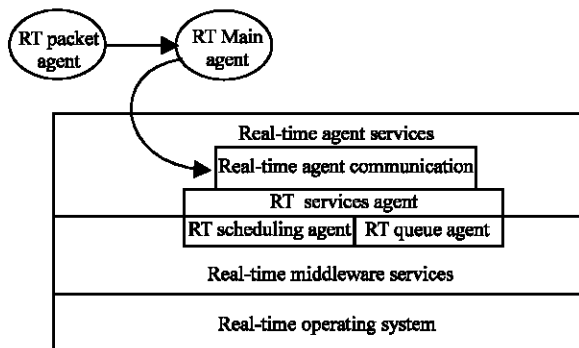 RT packet
agent
RT Main
agent
Real-time agent services
Real-time agent communication
RT services agent
RT scheduling agent
RT queue agent
Real-time middleware services
Real-time operating system